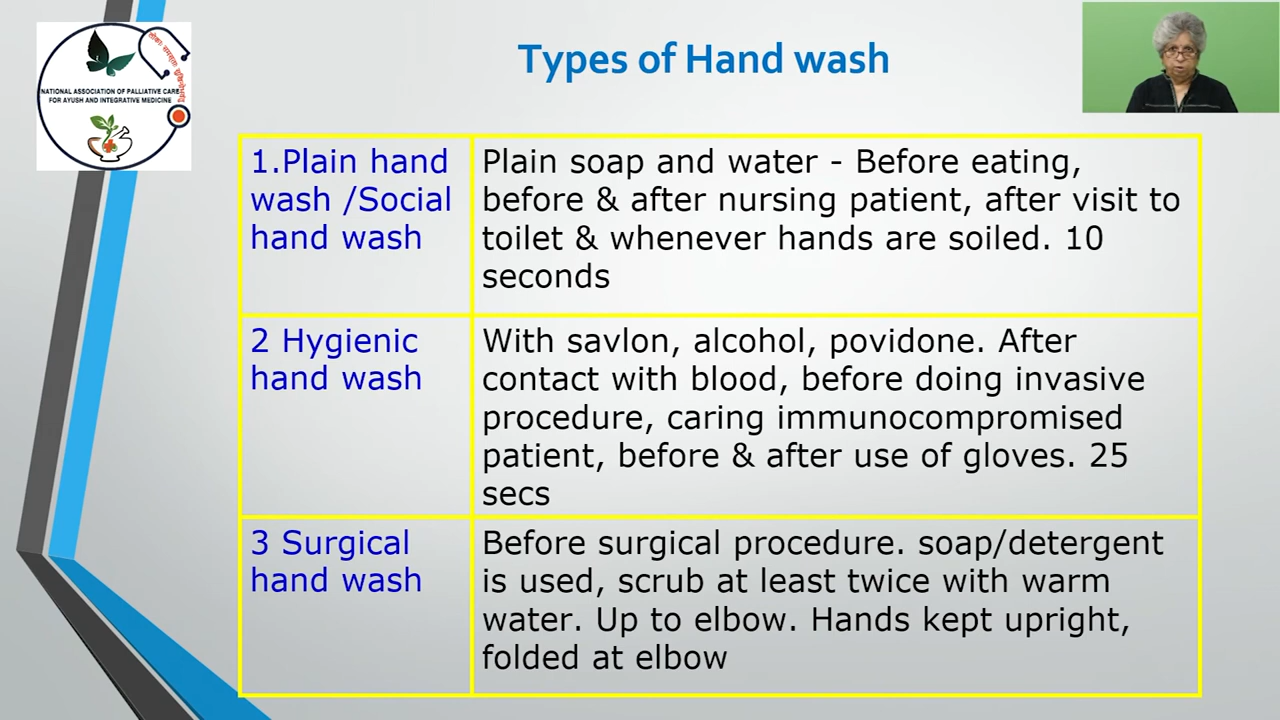 Types of Hand wash
NATIONAL ASSOCIATION OF PALLIATIVE CARE
FOR AYUSH AND INTEGRATIVE MEDICINE
1.Plain hand
wash /Social
hand wash
Plain soap and water - Before eating,
before & after nursing patient, after visit to
toilet & whenever hands are soiled. 10
seconds
2 Hygienic
hand wash
With savlon, alcohol, povidone. After
contact with blood, before doing invasive
procedure, caring immunocompromised
patient, before & after use of gloves. 25
secs
3 Surgical
hand wash
Before surgical procedure. soap/detergent
is used, scrub at least twice with warm
water. Up to elbow. Hands kept upright,
folded at elbow